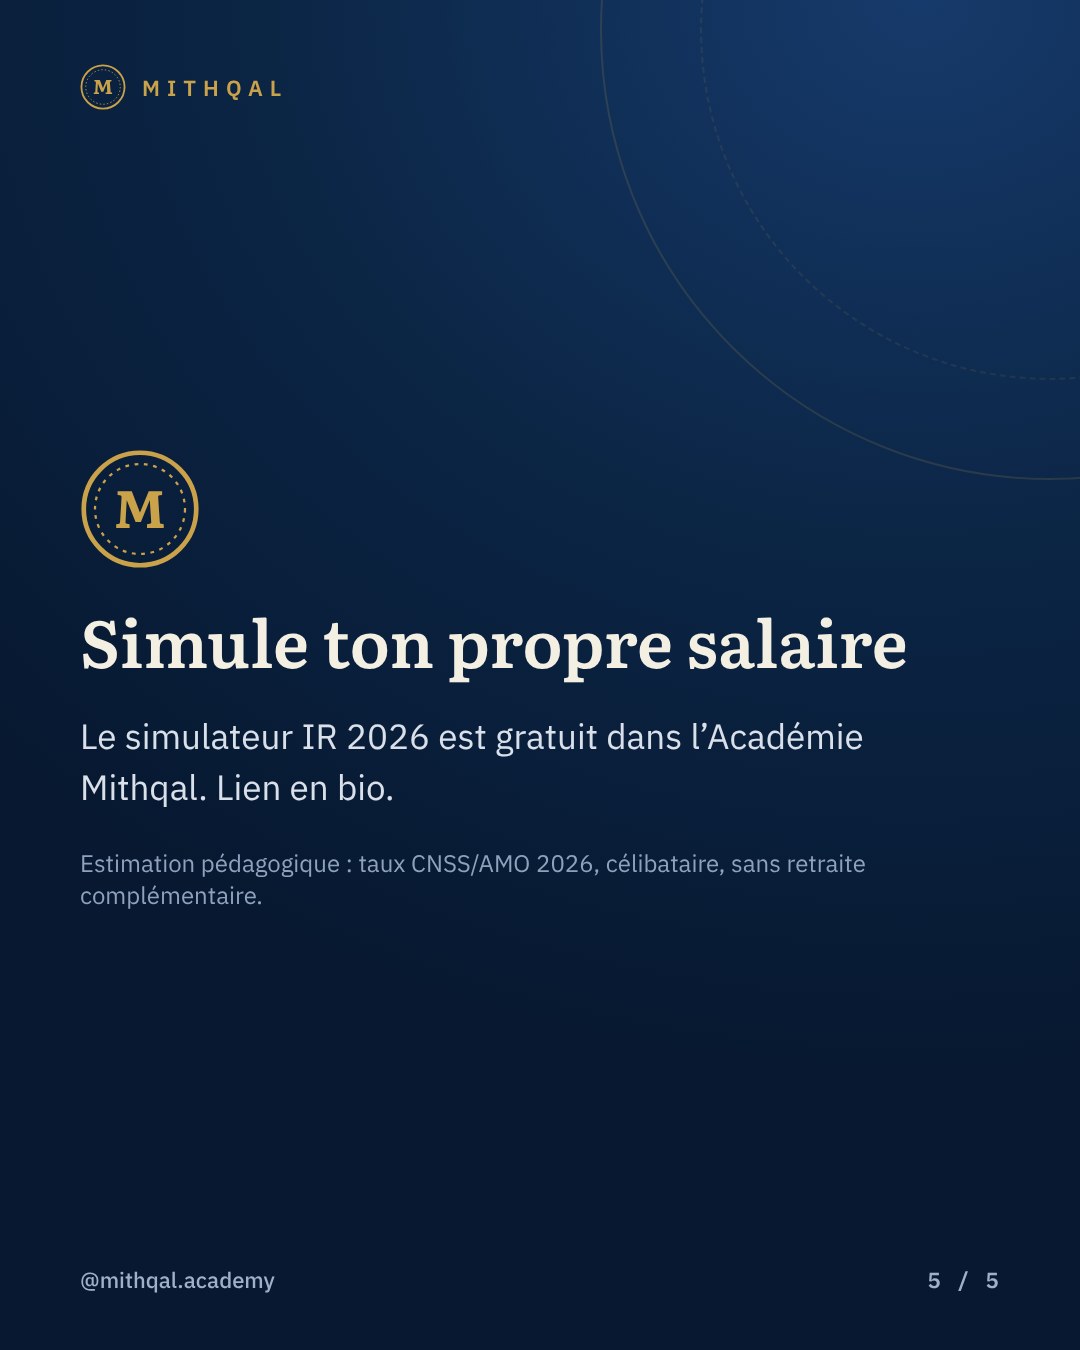 M MITHQAL
M
Simule ton propre salaire
Le simulateur IR 2026 est gratuit dans l’Académie
Mithqal. Lien en bio.
Estimation pédagogique : taux CNSS/AMO 2026, célibataire, sans retraite
complémentaire.
@mithqal.academy
5 / 5